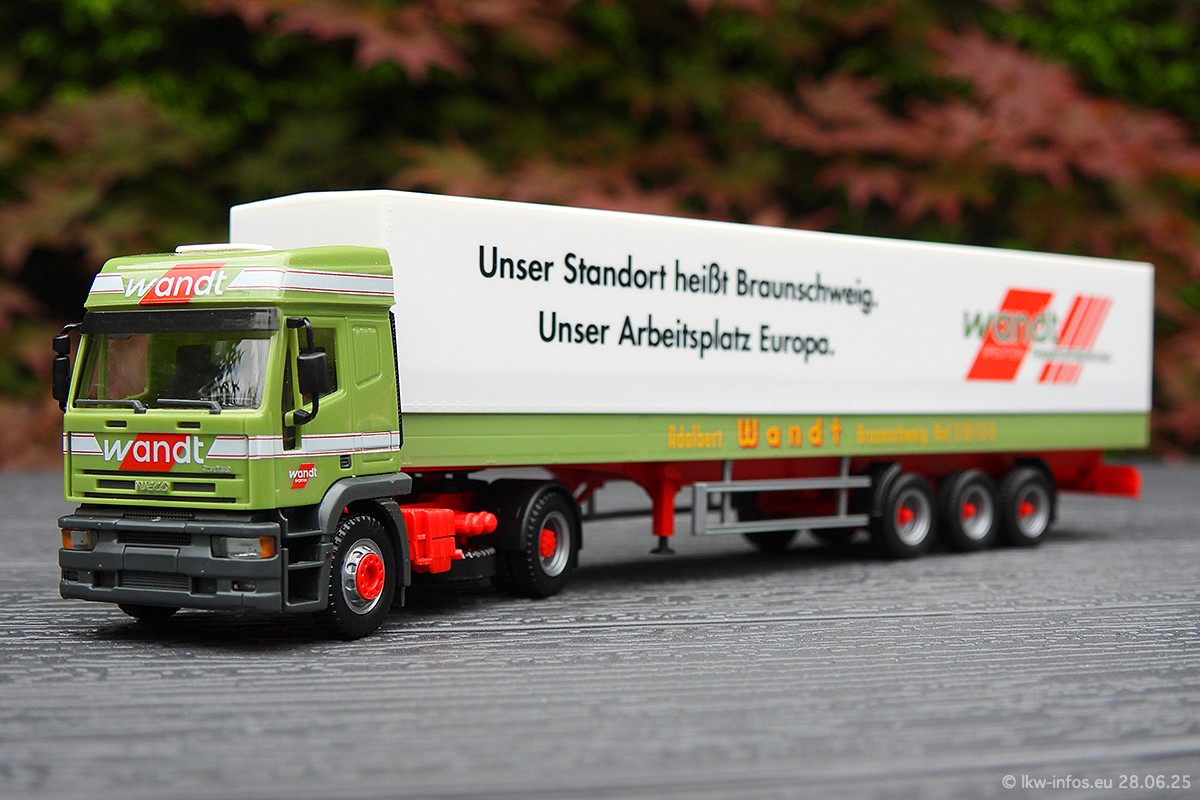 wandt
Unser Standort heißt Braunschweig.
Unser Arbeitsplatz Europa.
wandt
wandt
IVECO
wandt
Adalbert Wandt Braunschweig
© lkw-infos.eu 28.06.25